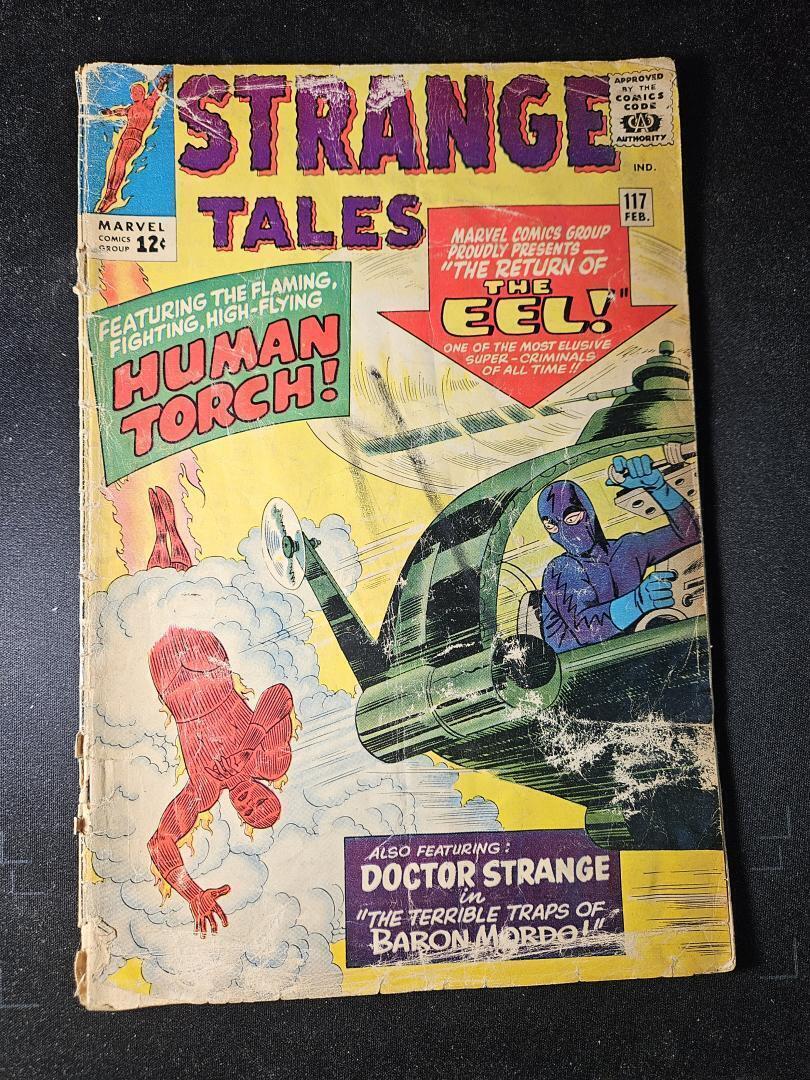 STRANGE
TALES
APPROVED
BY THE
COMICS
CODE
CA
AUTHORITY
IND.
117
FEB.
MARVEL
COMICS
GROUP 12¢
MARVEL COMICS GROUP
PROUDLY PRESENTS—
"THE RETURN OF
THE
EEL!"
ONE OF THE MOST ELUSIVE
SUPER-CRIMINALS
OF ALL TIME!!
FEATURING THE FLAMING,
FIGHTING, HIGH-FLYING
HUMAN
TORCH!
ALSO FEATURING:
DOCTOR STRANGE
in
"THE TERRIBLE TRAPS OF
BARON MORDO!"